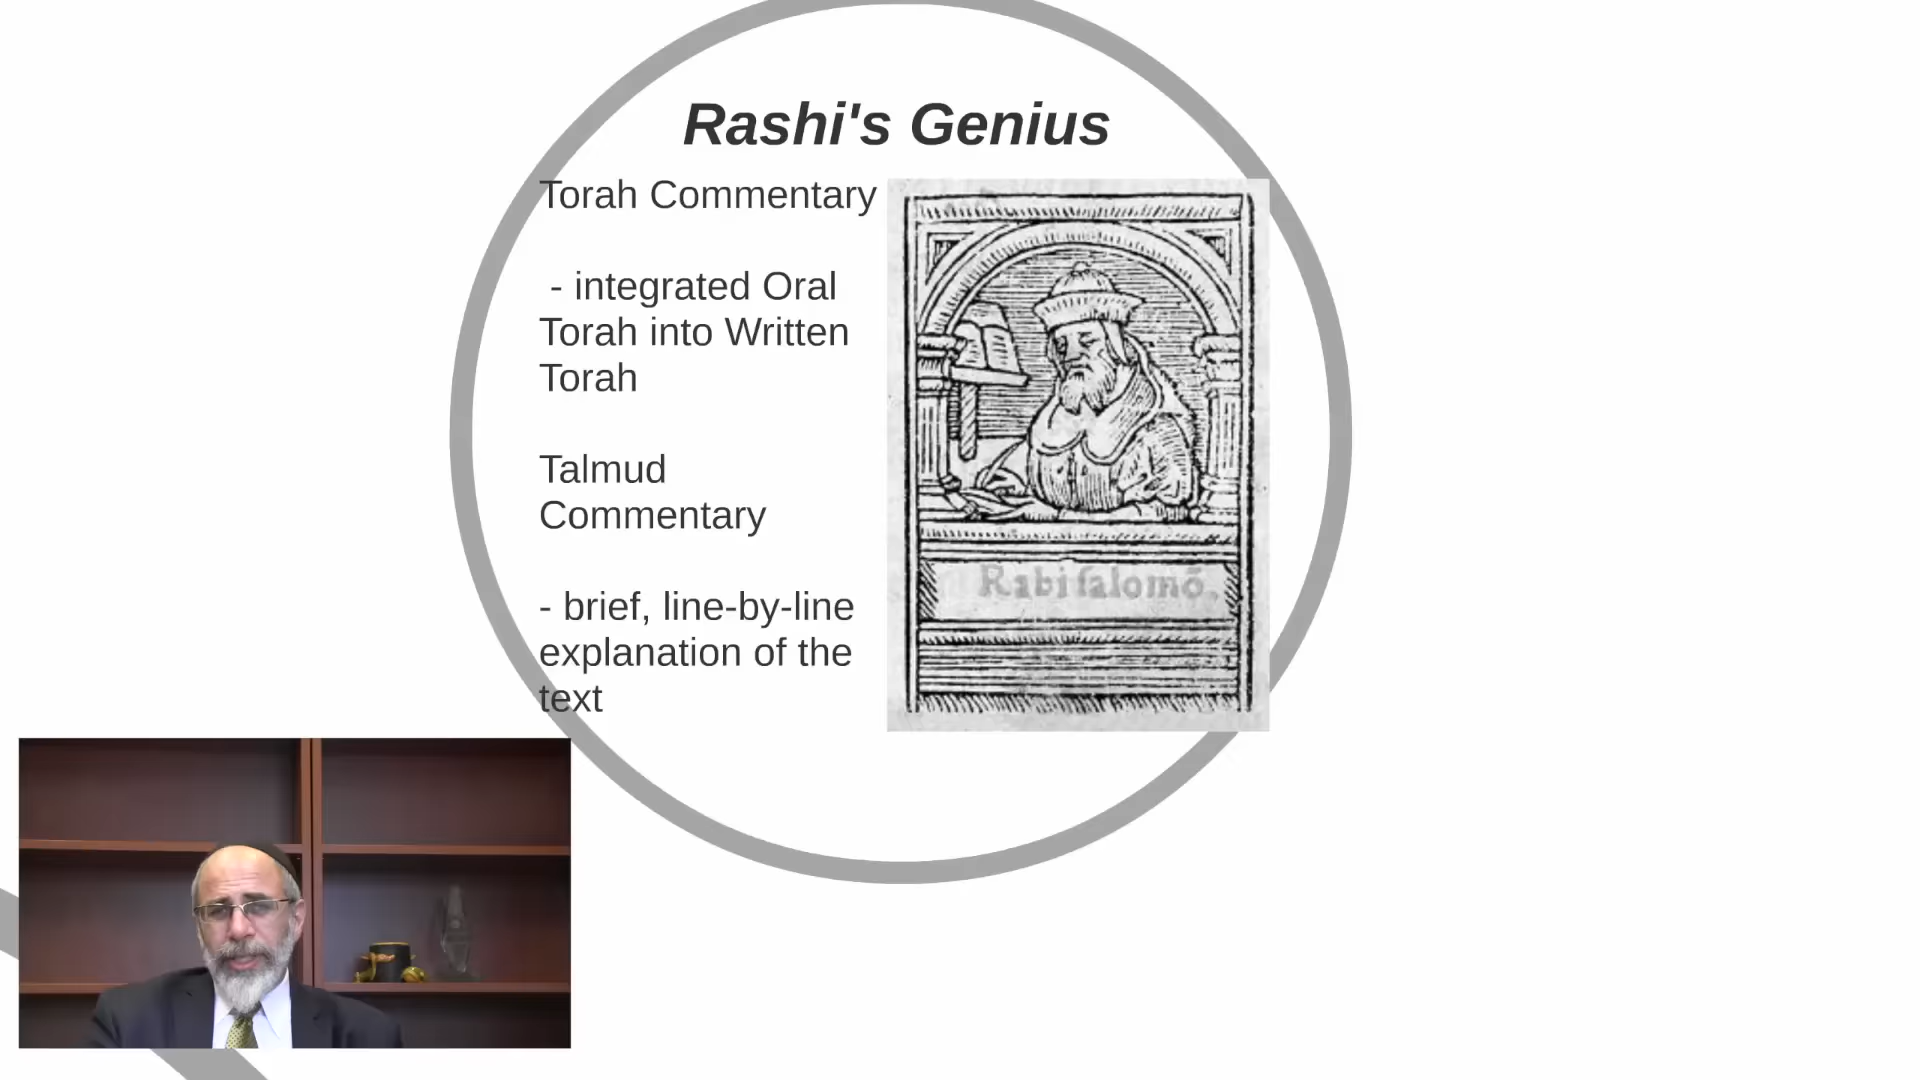 Rashi's Genius
Torah Commentary
- integrated Oral
Torah into Written
Torah
Talmud
Commentary
- brief, line-by-line
explanation of the
text
Rabi ſalomõ.